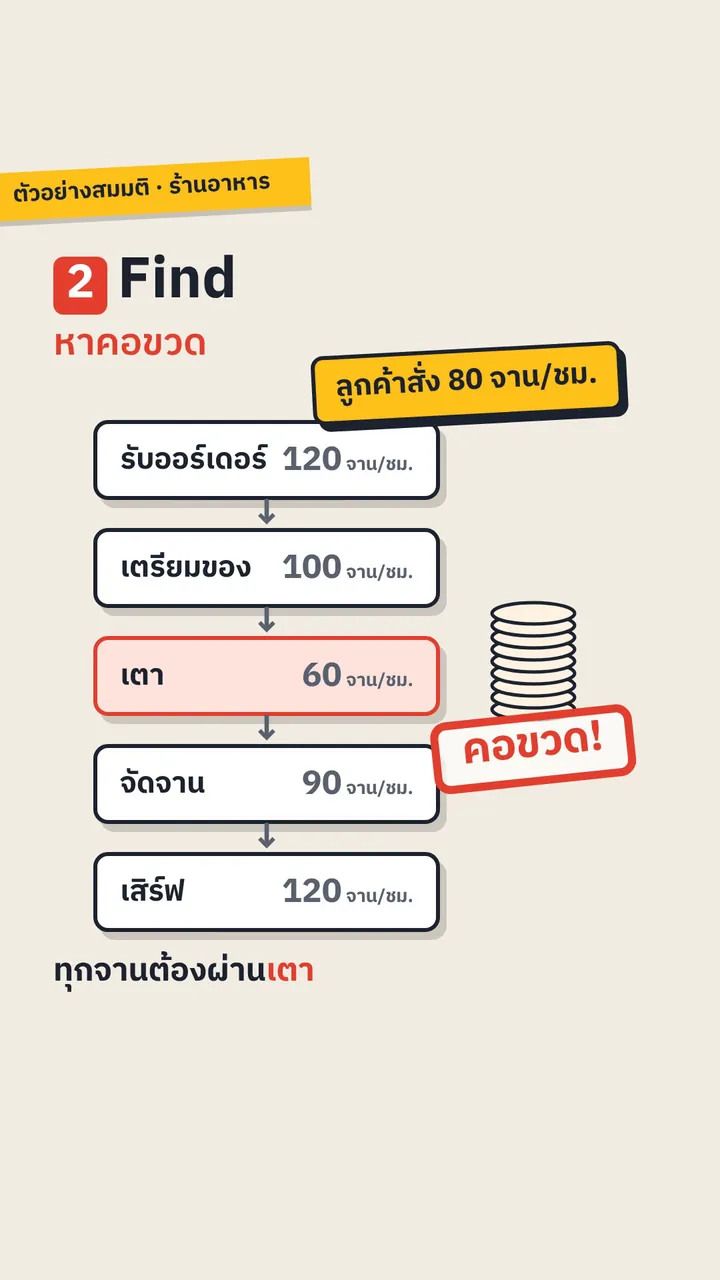 ตัวอย่างสมมติ · ร้านอาหาร
2 Find
หาคอขวด
ลูกค้าสั่ง 80 จาน/ชม.
รับออร์เดอร์ 120 จาน/ชม.
เตรียมของ 100 จาน/ชม.
เตา 60 จาน/ชม.
คอขวด!
จัดจาน 90 จาน/ชม.
เสิร์ฟ 120 จาน/ชม.
ทุกจานต้องผ่านเตา